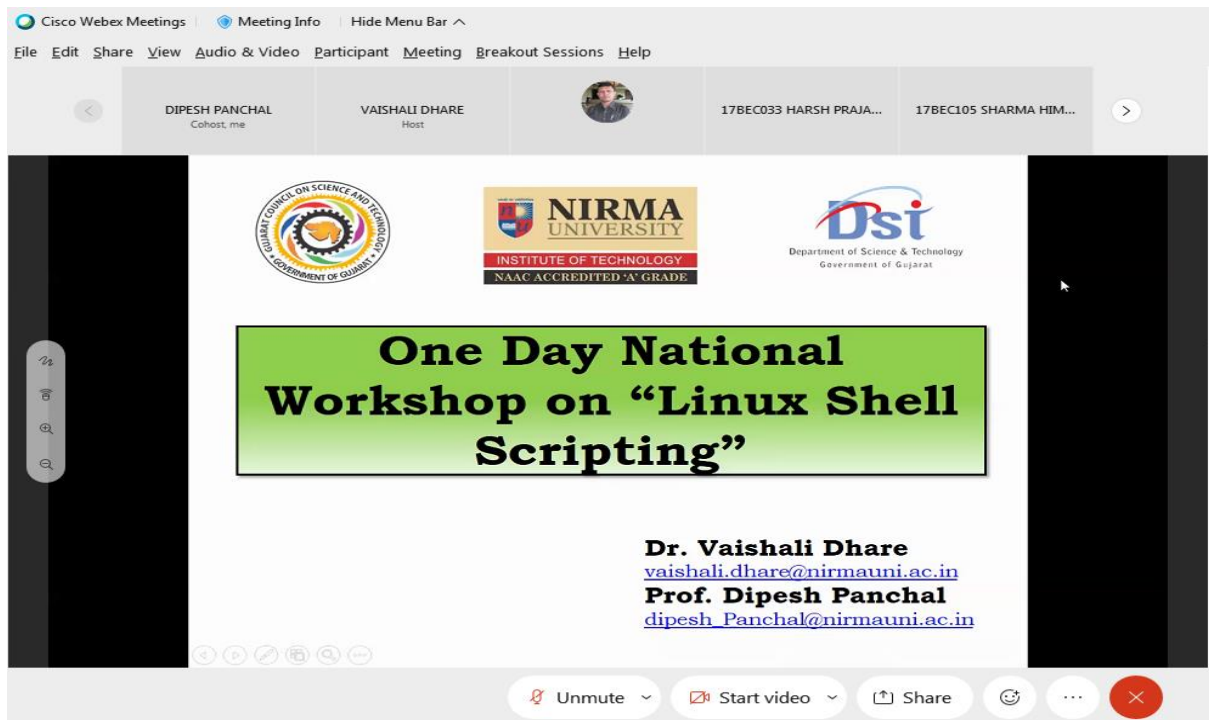 Cisco Webex Meetings Meeting Info Hide Menu Bar
File Edit Share View Audio & Video Participant Meeting Breakout Sessions Help
DIPESH PANCHAL
Cohost, me
VAISHALI DHARE
Host
17BEC033 HARSH PRAJA...
17BEC105 SHARMA HIM...
GUJARAT COUNCIL ON SCIENCE AND TECHNOLOGY
GOVERNMENT OF GUJARAT
NIRMA
UNIVERSITY
INSTITUTE OF TECHNOLOGY
NAAC ACCREDITED 'A' GRADE
Dst
Department of Science & Technology
Government of Gujarat
One Day National
Workshop on “Linux Shell
Scripting”
Dr. Vaishali Dhare
vaishali.dhare@nirmauni.ac.in
Prof. Dipesh Panchal
dipesh_Panchal@nirmauni.ac.in
Unmute Start video Share